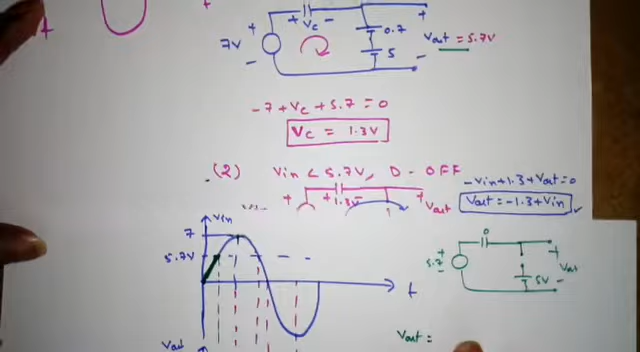 + Vc -
0.7
+
7V
+
-
5
Vout = 5.7V
-
-7 + Vc + 5.7 = 0
Vc = 1.3V
(2) Vin < 5.7V, D - OFF
-Vin+1.3+Vout=0
Vout = -1.3+Vin
+ +1.3- +
Vout
Vin
7
5.7V
t
Vout
0
+
5.7
-
5V
+
Vout
-
Vout =